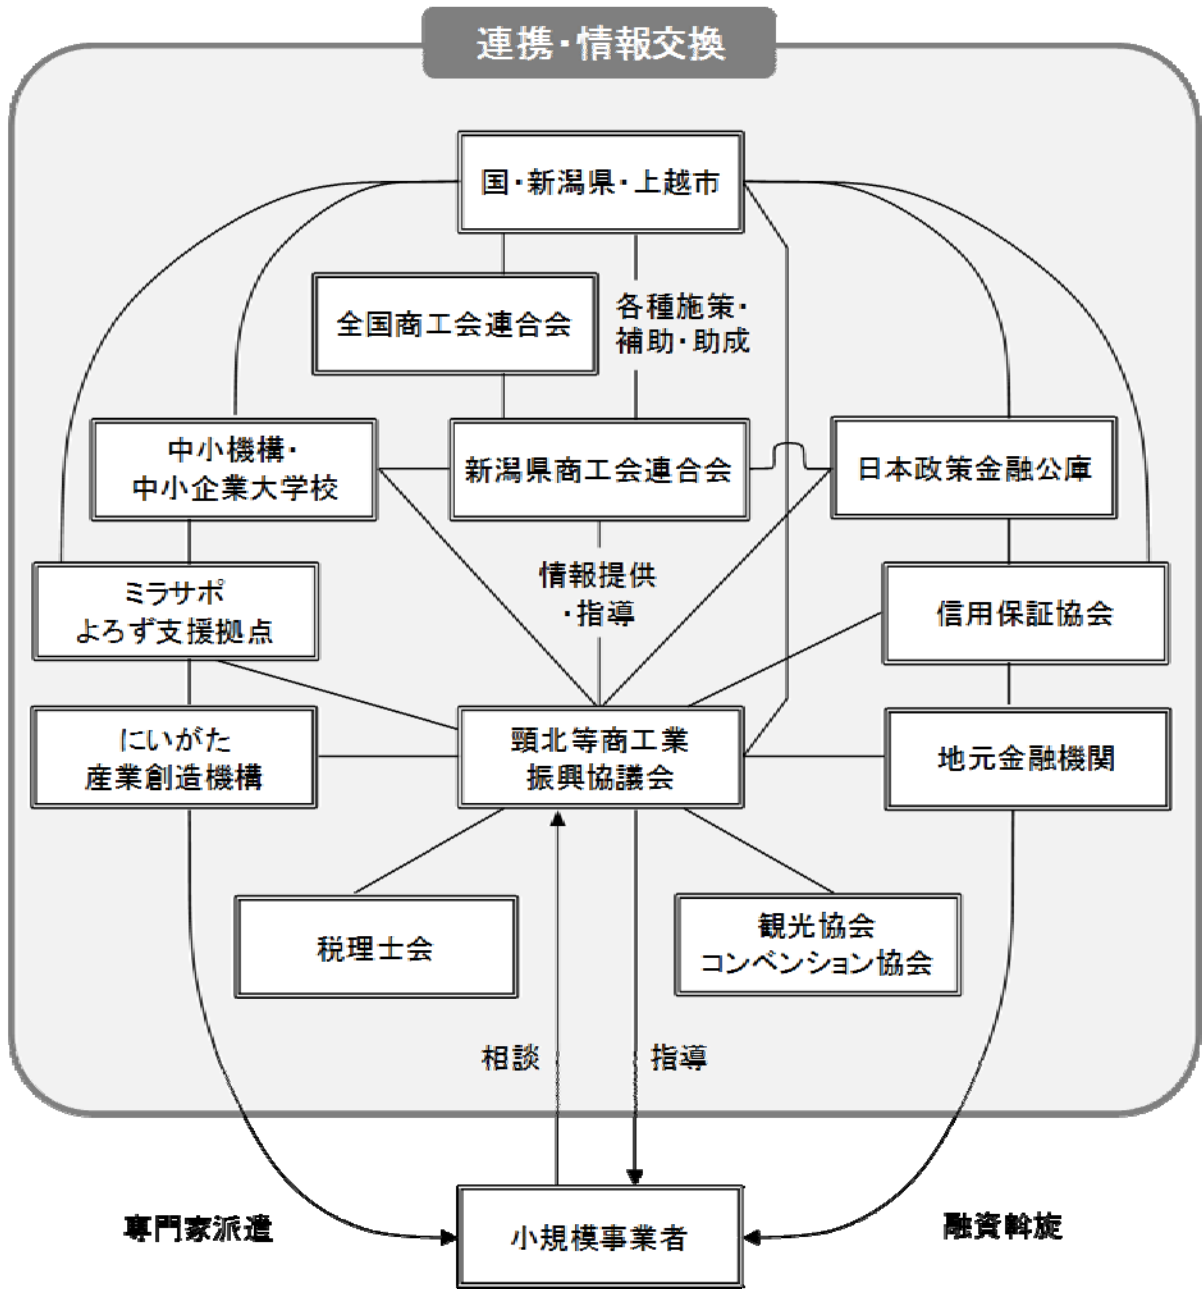 連携・情報交換
国・新潟県・上越市
全国商工会連合会
各種施策・
補助・助成
中小機構・
中小企業大学校
新潟県商工会連合会
日本政策金融公庫
ミラサポ
よろず支援拠点
情報提供
・指導
信用保証協会
にいがた
産業創造機構
頸北等商工業
振興協議会
地元金融機関
税理士会
観光協会
コンベンション協会
相談
指導
専門家派遣
小規模事業者
融資斡旋